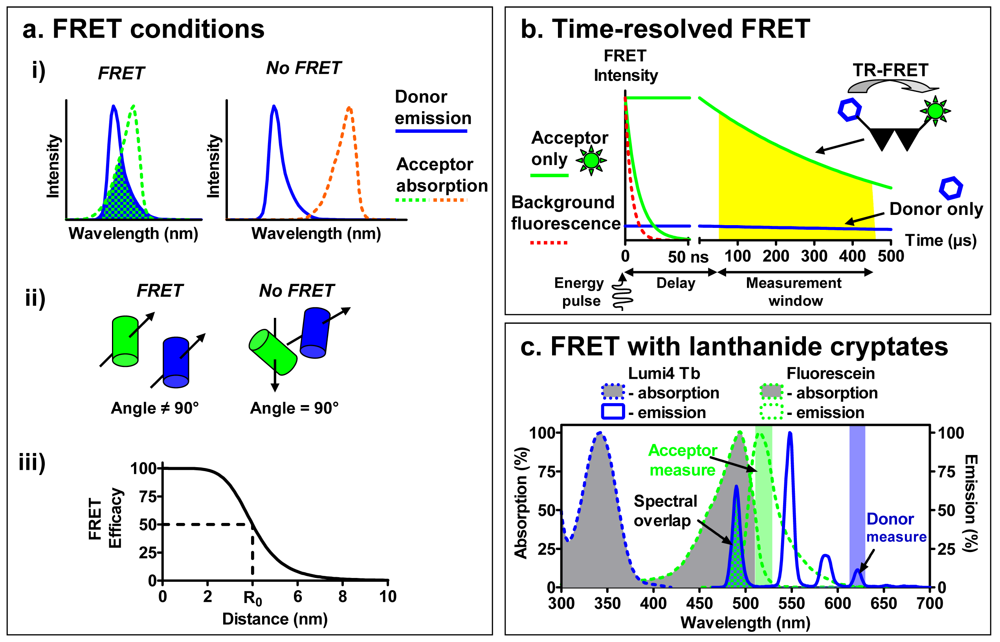 a. FRET conditions
i)
FRET
No FRET
Intensity
Wavelength (nm)
Intensity
Wavelength (nm)
Donor
emission
Acceptor
absorption
ii)
FRET
No FRET
Angle ≠ 90°
Angle = 90°
iii)
FRET
Efficacy
100
75
50
25
0
0
2
4
6
8
10
R0
Distance (nm)
b. Time-resolved FRET
FRET
Intensity
TR-FRET
Acceptor
only
Background
fluorescence
Donor only
Time (µs)
0
50 ns
100
200
300
400
500
Energy
pulse
Delay
Measurement
window
c. FRET with lanthanide cryptates
Lumi4 Tb
- absorption
- emission
Fluorescein
- absorption
- emission
Absorption (%)
100
75
50
25
0
Acceptor
measure
Spectral
overlap
Donor
measure
Emission (%)
100
75
50
25
0
300
350
400
450
500
550
600
650
700
Wavelength (nm)